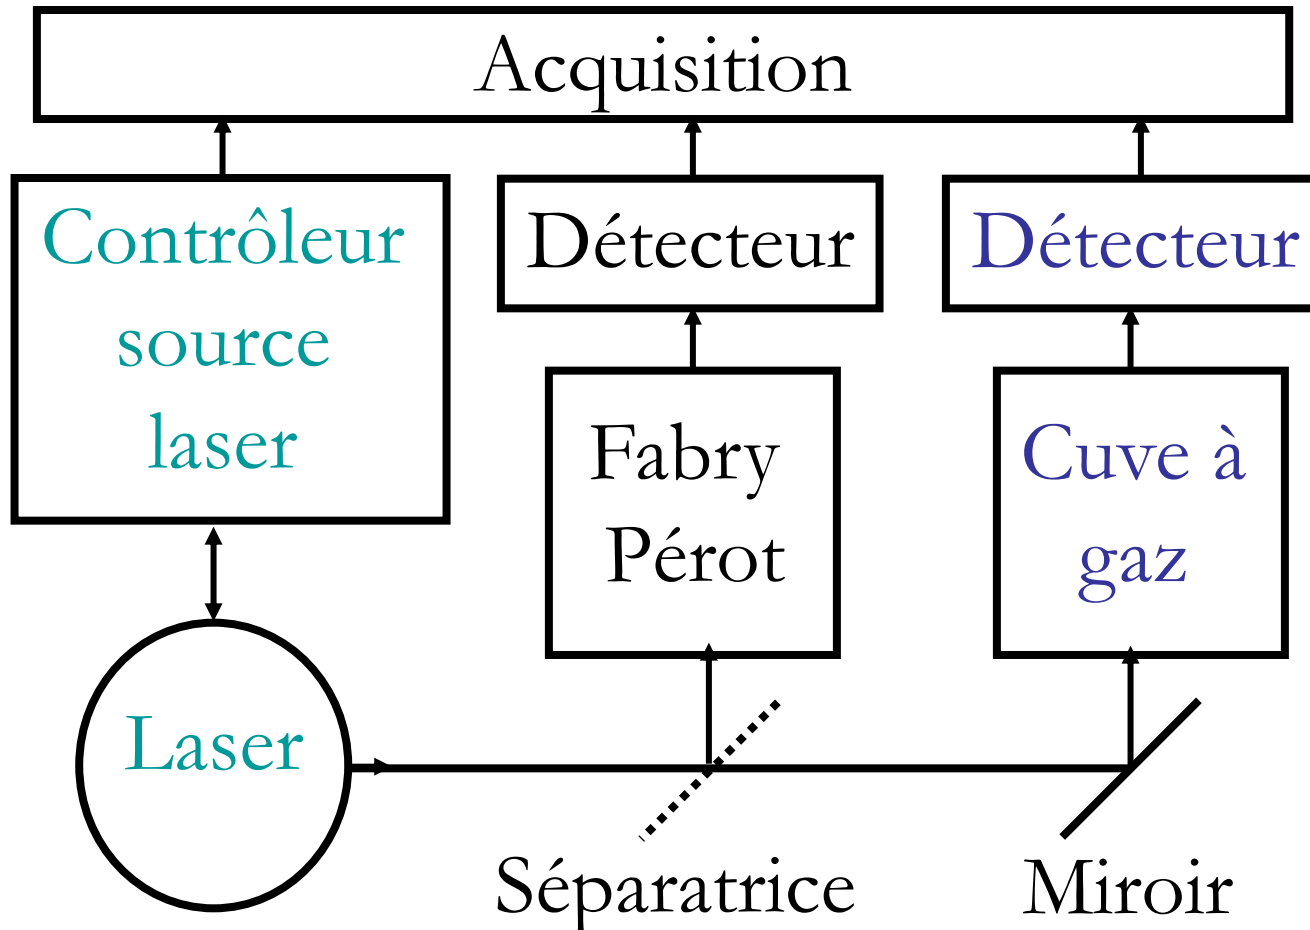 Acquisition
Contrôleur
source
laser
Détecteur
Détecteur
Fabry
Pérot
Cuve à
gaz
Laser
Séparatrice
Miroir